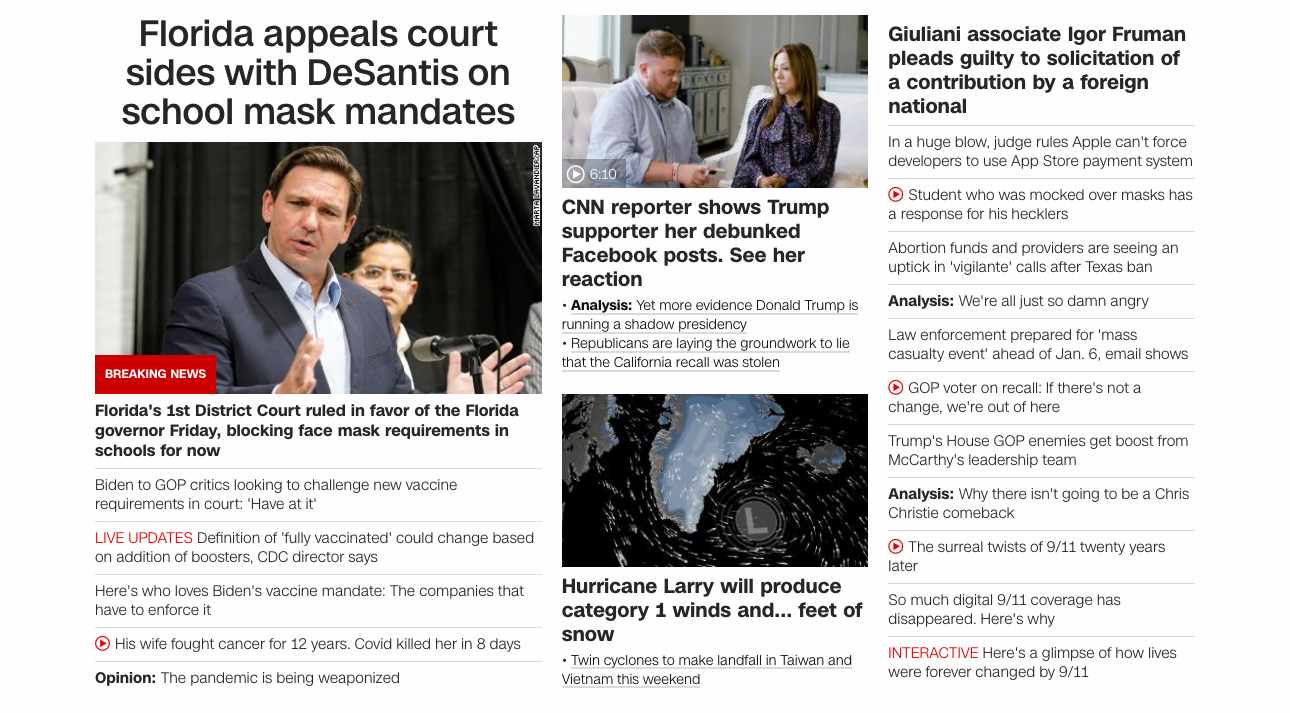 Florida appeals court
sides with DeSantis on
school mask mandates
MARTA LAVANDIER/AP
BREAKING NEWS
Florida's 1st District Court ruled in favor of the Florida
governor Friday, blocking face mask requirements in
schools for now
Biden to GOP critics looking to challenge new vaccine
requirements in court: 'Have at it'
LIVE UPDATES Definition of 'fully vaccinated' could change based
on addition of boosters, CDC director says
Here's who loves Biden's vaccine mandate: The companies that
have to enforce it
His wife fought cancer for 12 years. Covid killed her in 8 days
Opinion: The pandemic is being weaponized
6:10
CNN reporter shows Trump
supporter her debunked
Facebook posts. See her
reaction
• Analysis: Yet more evidence Donald Trump is
running a shadow presidency
• Republicans are laying the groundwork to lie
that the California recall was stolen
L
Hurricane Larry will produce
category 1 winds and... feet of
snow
• Twin cyclones to make landfall in Taiwan and
Vietnam this weekend
Giuliani associate Igor Fruman
pleads guilty to solicitation of
a contribution by a foreign
national
In a huge blow, judge rules Apple can't force
developers to use App Store payment system
Student who was mocked over masks has
a response for his hecklers
Abortion funds and providers are seeing an
uptick in 'vigilante' calls after Texas ban
Analysis: We're all just so damn angry
Law enforcement prepared for 'mass
casualty event' ahead of Jan. 6, email shows
GOP voter on recall: If there's not a
change, we're out of here
Trump's House GOP enemies get boost from
McCarthy's leadership team
Analysis: Why there isn't going to be a Chris
Christie comeback
The surreal twists of 9/11 twenty years
later
So much digital 9/11 coverage has
disappeared. Here's why
INTERACTIVE Here's a glimpse of how lives
were forever changed by 9/11